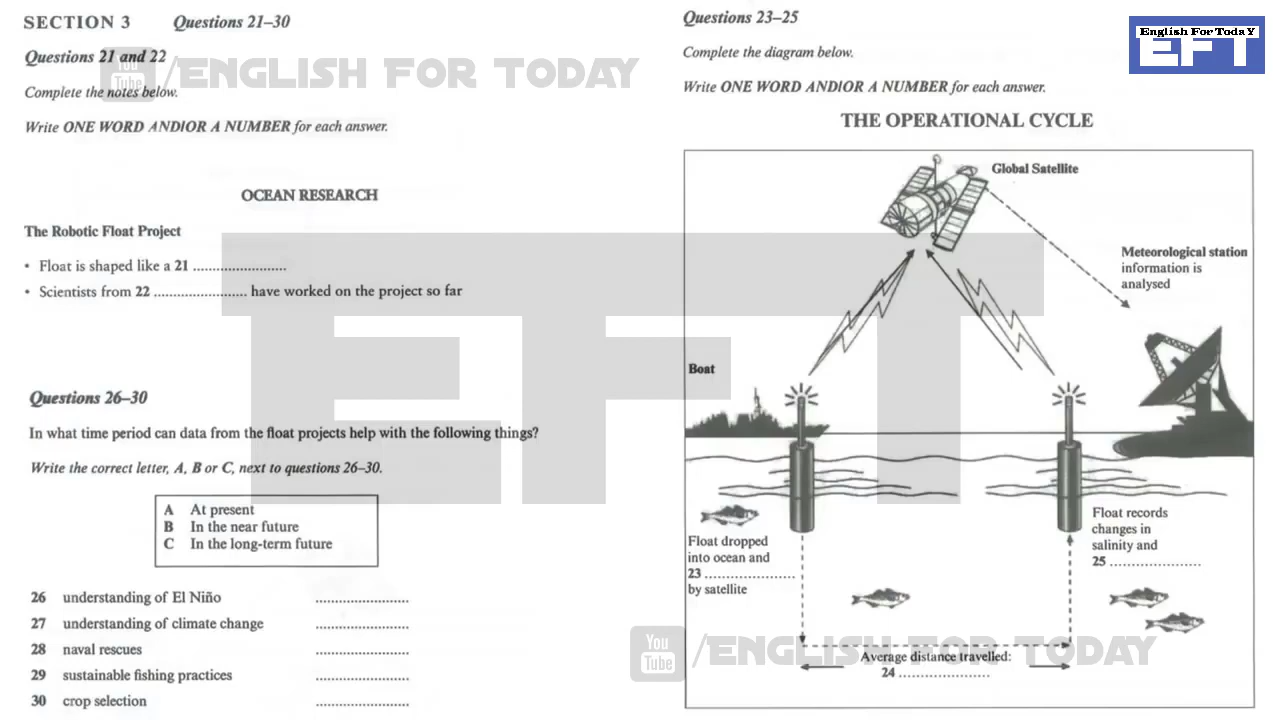 SECTION 3 Questions 21–30
Questions 21 and 22
Complete the notes below.
Write ONE WORD ANDIOR A NUMBER for each answer.
OCEAN RESEARCH
The Robotic Float Project
• Float is shaped like a 21 ........................
• Scientists from 22 ........................ have worked on the project so far
Questions 26–30
In what time period can data from the float projects help with the following things?
Write the correct letter, A, B or C, next to questions 26–30.
A At present
B In the near future
C In the long-term future
26 understanding of El Niño ........................
27 understanding of climate change ........................
28 naval rescues ........................
29 sustainable fishing practices ........................
30 crop selection ........................
Questions 23–25
Complete the diagram below.
Write ONE WORD ANDIOR A NUMBER for each answer.
THE OPERATIONAL CYCLE
Global Satellite
Meteorological station
information is
analysed
Boat
Float dropped
into ocean and
23 ........................
by satellite
Float records
changes in
salinity and
25 ........................
Average distance travelled:
24 ........................
English For TodaY
EFT
You Tube /ENGLISH FOR TODAY
EFT
You Tube /ENGLISH FOR TODAY